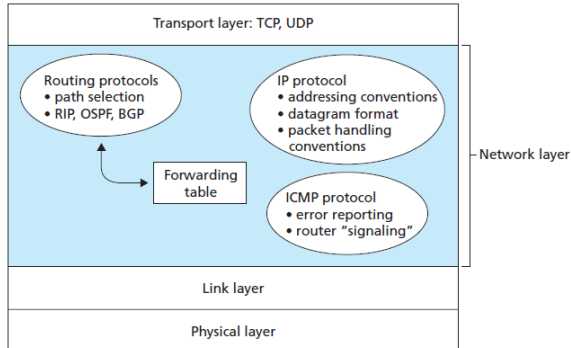 Transport layer: TCP, UDP
Routing protocols
• path selection
• RIP, OSPF, BGP
IP protocol
• addressing conventions
• datagram format
• packet handling
conventions
Network layer
Forwarding
table
ICMP protocol
• error reporting
• router “signaling”
Link layer
Physical layer